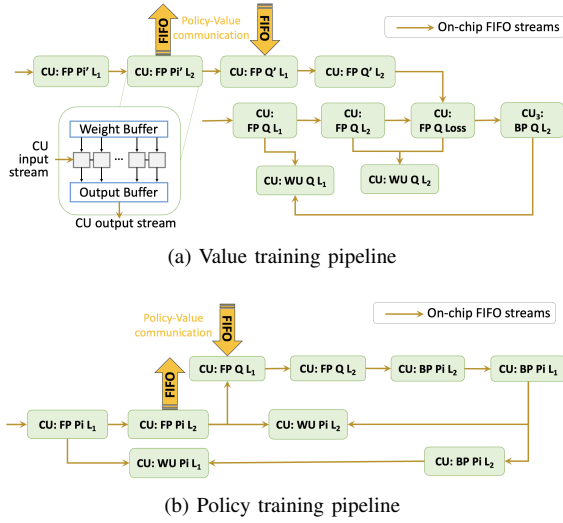 FIFO
Policy-Value
communication
FIFO
On-chip FIFO streams
CU: FP Pi’ L1
CU: FP Pi’ L2
CU: FP Q’ L1
CU: FP Q’ L2
CU:
FP Q L1
CU:
FP Q L2
CU:
FP Q Loss
CU3:
BP Q L2
Weight Buffer
CU
input
stream
...
Output Buffer
CU output stream
CU: WU Q L1
CU: WU Q L2
(a) Value training pipeline
Policy-Value
communication
FIFO
On-chip FIFO streams
FIFO
CU: FP Q L1
CU: FP Q L2
CU: BP Pi L2
CU: BP Pi L1
CU: FP Pi L1
CU: FP Pi L2
CU: WU Pi L2
CU: WU Pi L1
CU: BP Pi L2
(b) Policy training pipeline